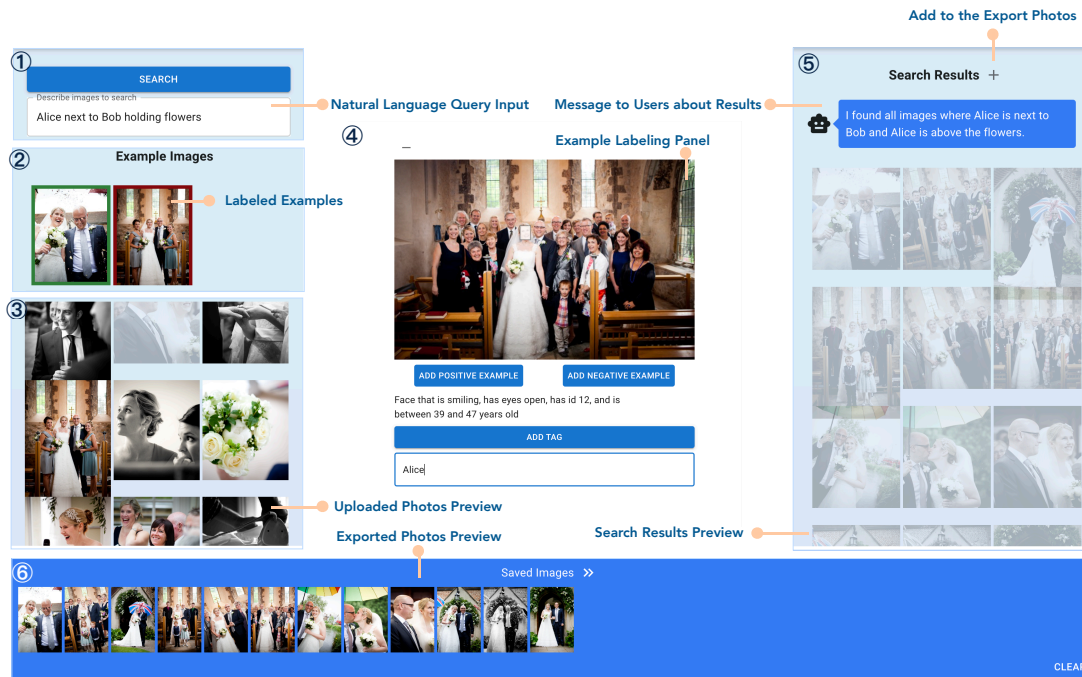 Add to the Export Photos
①
SEARCH
Describe images to search
Alice next to Bob holding flowers
Natural Language Query Input
②
Example Images
Labeled Examples
③
Uploaded Photos Preview
④
Example Labeling Panel
ADD POSITIVE EXAMPLE
ADD NEGATIVE EXAMPLE
Face that is smiling, has eyes open, has id 12, and is
between 39 and 47 years old
ADD TAG
Alice
⑤
Search Results +
Message to Users about Results
I found all images where Alice is next to
Bob and Alice is above the flowers.
Search Results Preview
Exported Photos Preview
⑥
Saved Images »
CLEAR